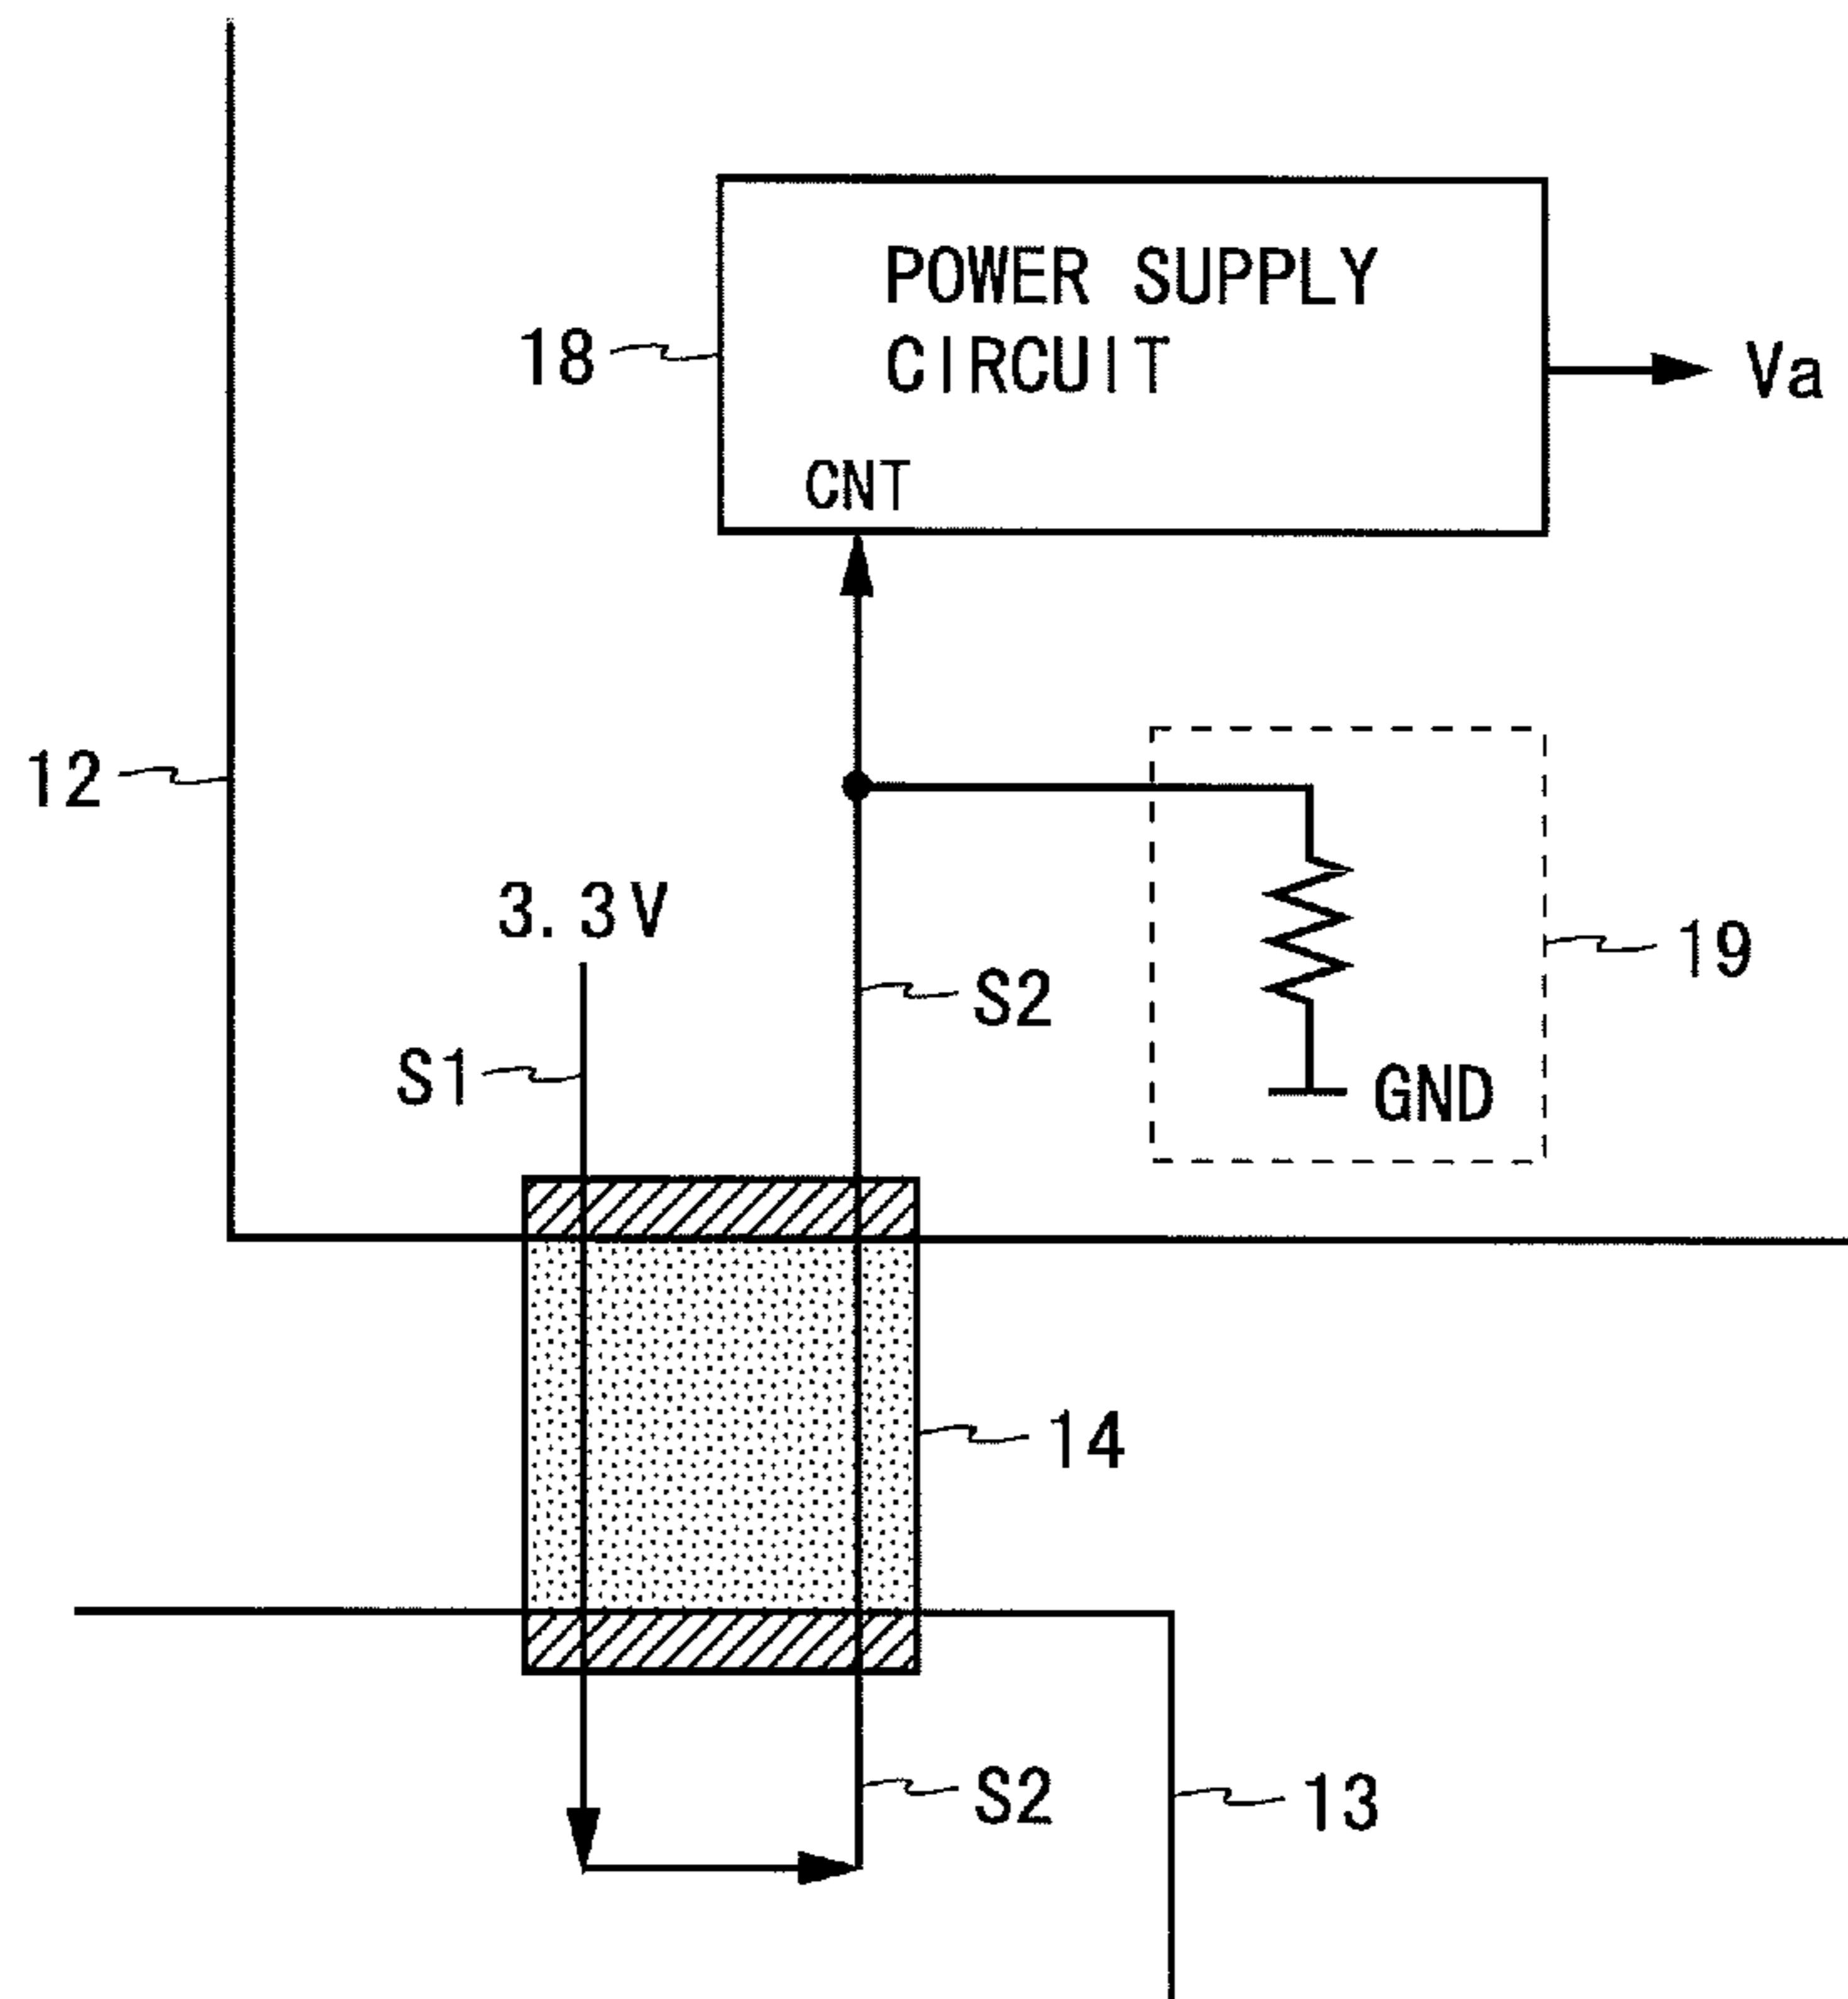 POWER SUPPLY
CIRCUIT
18
Va
CNT
12
3.3V
19
S2
S1
GND
14
S2
13